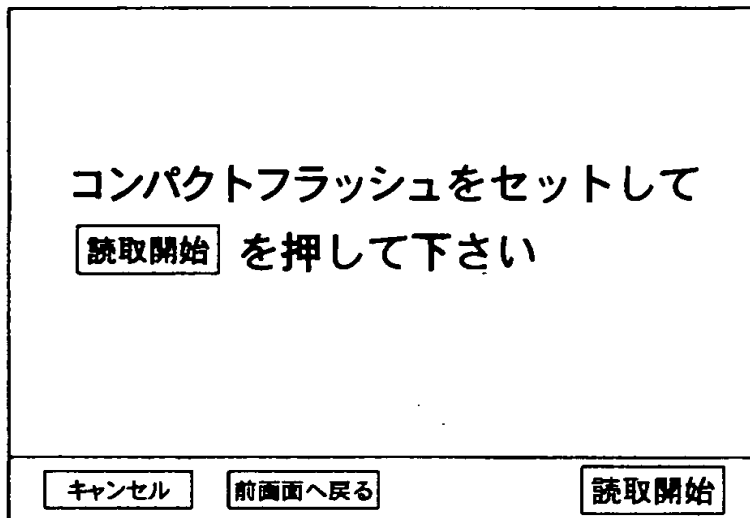 コンパクトフラッシュをセットして
読取開始 を押して下さい
キャンセル 前画面へ戻る 読取開始